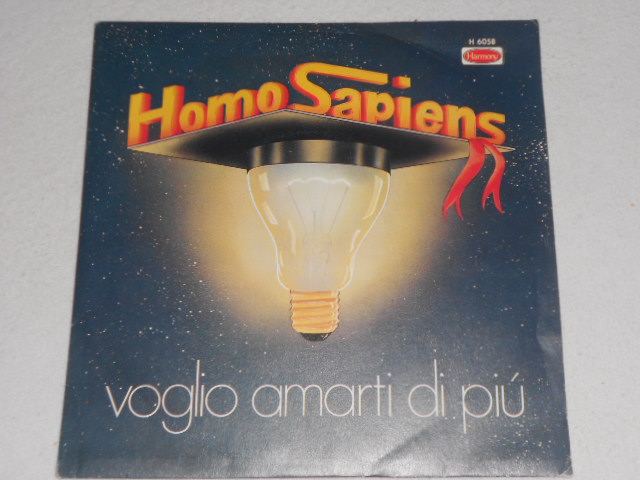 H 6058
Harmony
Homo Sapiens
voglio amarti di piú